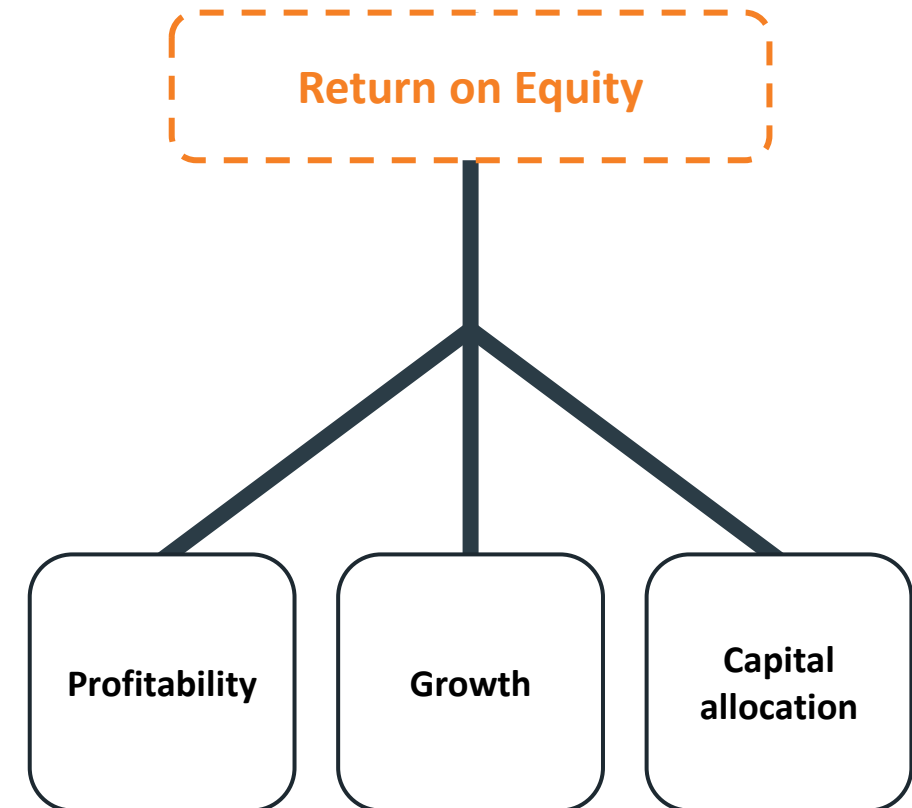 Return on Equity
Profitability
Growth
Capital
allocation